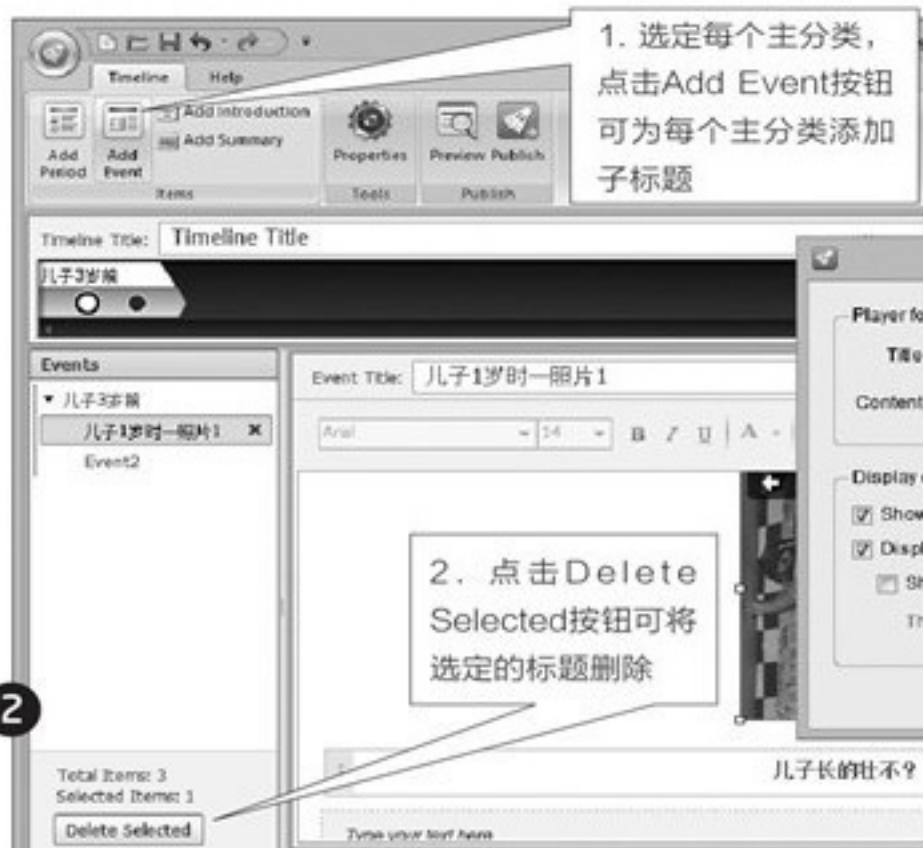 1. 选定每个主分类，
点击Add Event按钮
可为每个主分类添加
子标题
Timeline Help
Add Introduction
Add Summary
Add Period
Add Event
Properties
Preview
Publish
Items
Tools
Publish
Timeline Title: Timeline Title
儿子3岁前
Events
儿子3岁前
儿子1岁时—照片1
Event2
Event Title: 儿子1岁时—照片1
Arial 14 B I U A
Player fo
Title
Content
Display
Show
Displ
Sh
Th
2. 点击Delete
Selected按钮可将
选定的标题删除
2
儿子长的壮不？
Total Items: 3
Selected Items: 1
Delete Selected
Type your text here